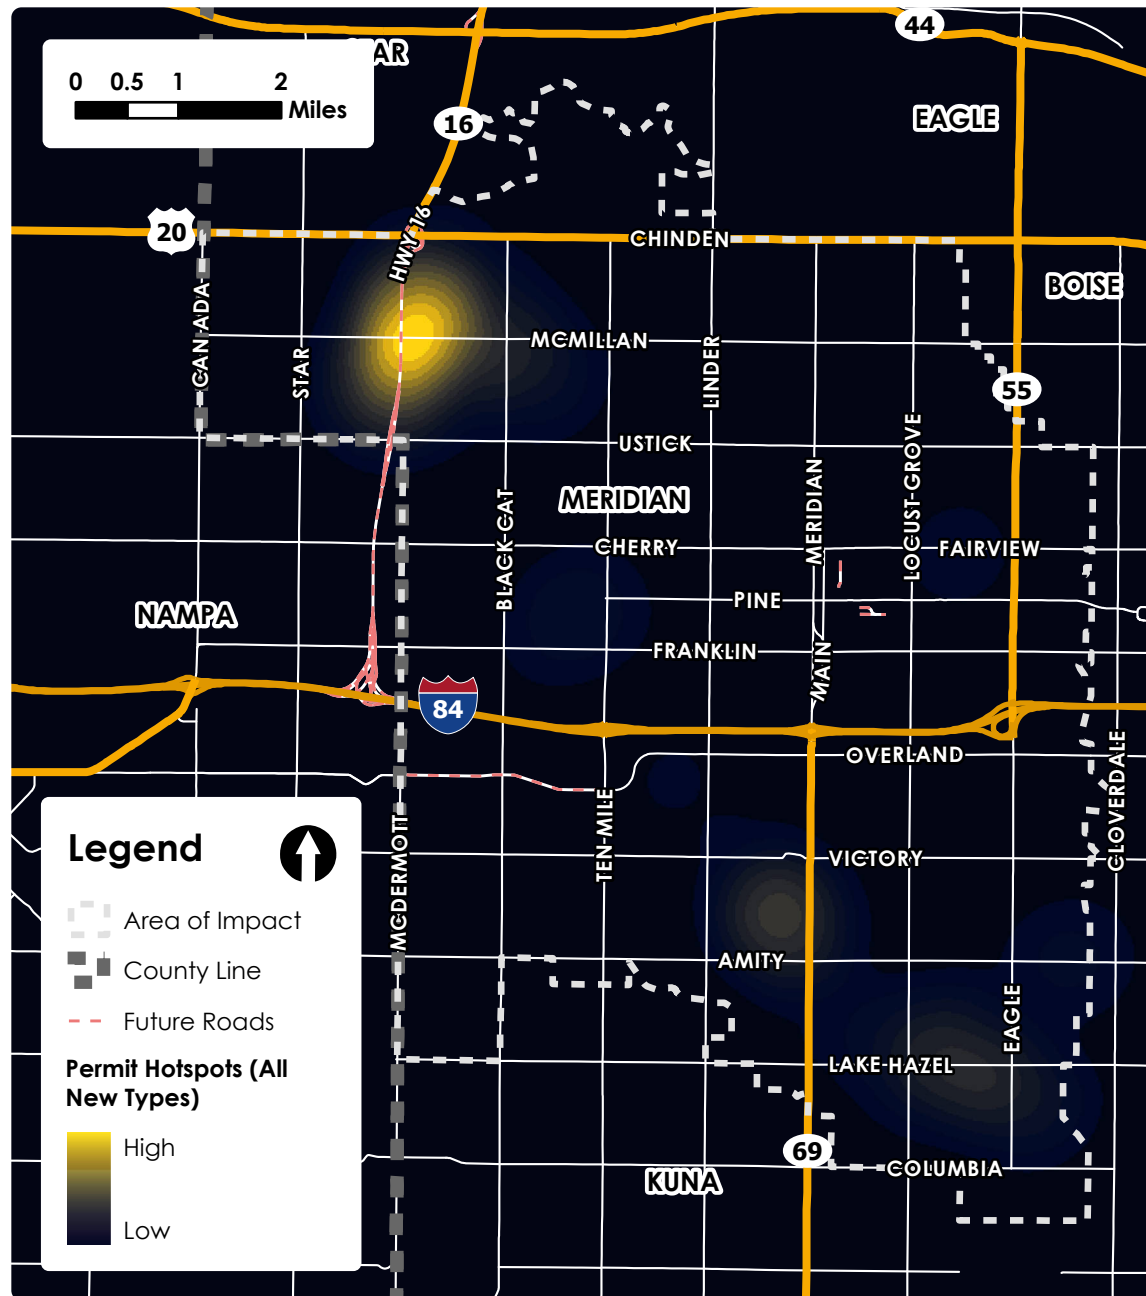 44
AR
0 0.5 1 2
Miles
EAGLE
16
20
HWY 16
CHINDEN
BOISE
CAN-ADA
STAR
MCMILLAN
LINDER
55
USTICK
MERIDIAN
BLACK CAT
CHERRY
MERIDIAN
LOCUST GROVE
FAIRVIEW
NAMPA
PINE
FRANKLIN
MAIN
84
OVERLAND
CLOVERDALE
TEN MILE
MCDERMOTT
VICTORY
AMITY
EAGLE
LAKE HAZEL
69
COLUMBIA
KUNA
Legend
Area of Impact
County Line
Future Roads
Permit Hotspots (All
New Types)
High
Low